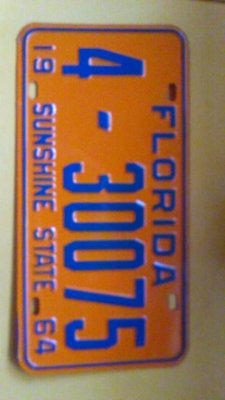 FLORIDA
4-30075
19 SUNSHINE STATE 64